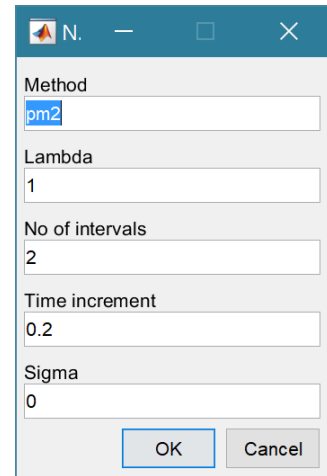 N.
Method
pm2
Lambda
1
No of intervals
2
Time increment
0.2
Sigma
0
OK Cancel